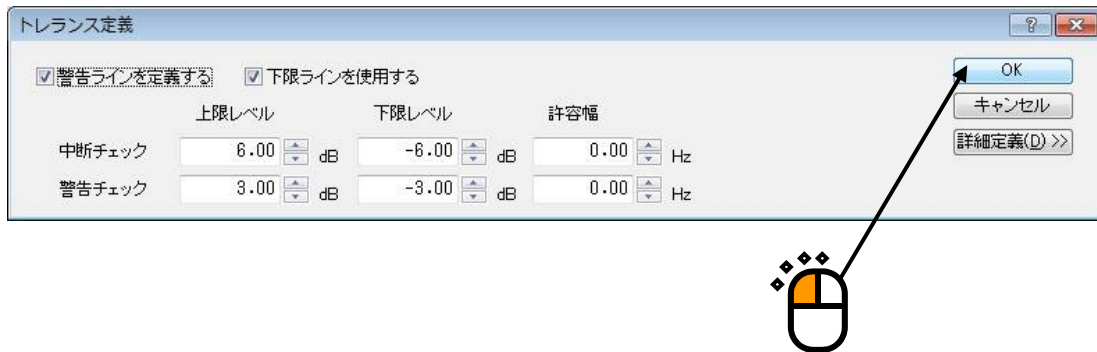 トレランス定義
警告ラインを定義する 下限ラインを使用する
OK
上限レベル 下限レベル 許容幅
キャンセル
中断チェック 6.00 dB -6.00 dB 0.00 Hz
詳細定義(D) >>
警告チェック 3.00 dB -3.00 dB 0.00 Hz